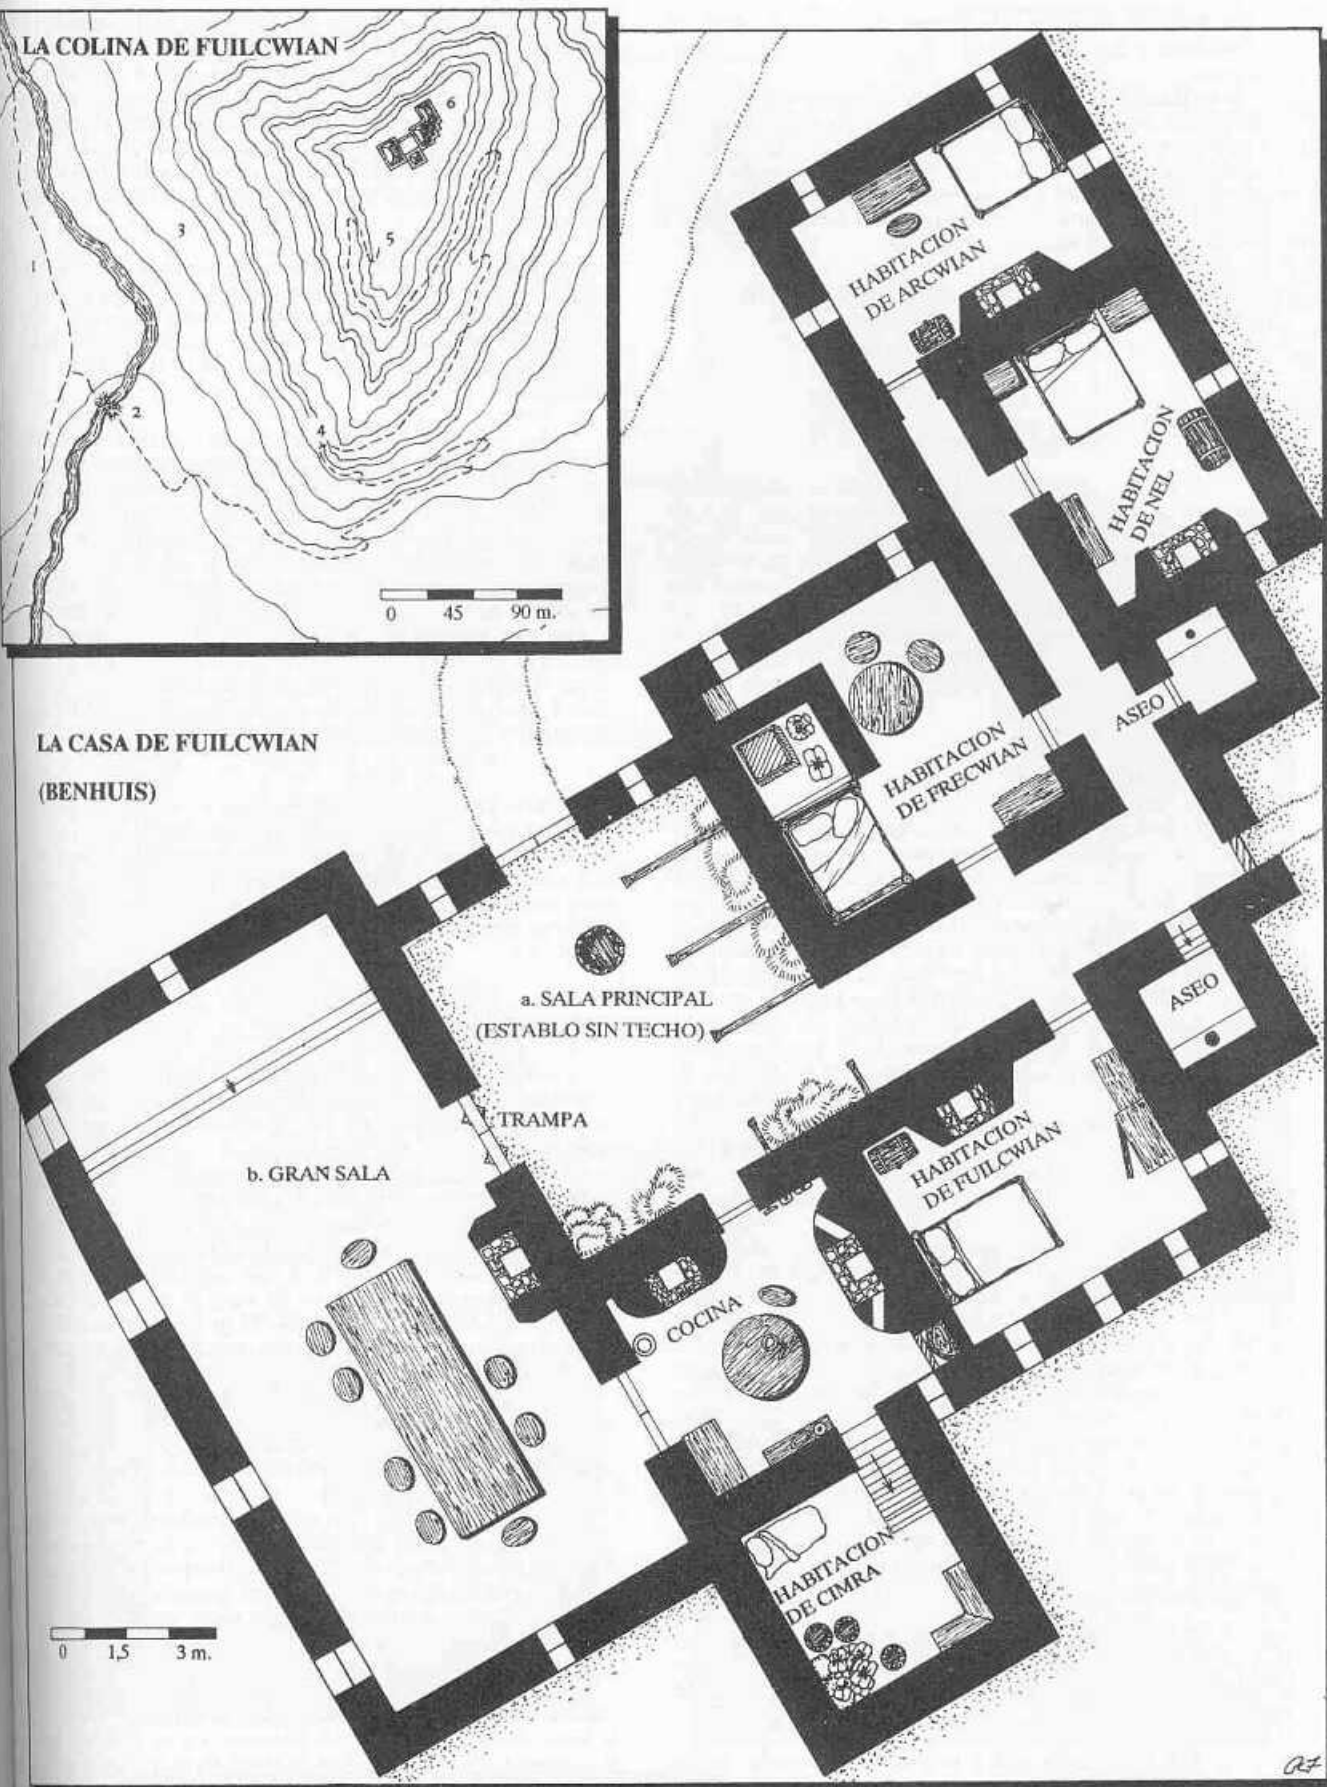 LA COLINA DE FUILCWIAN
6
3
5
1
2
4
0 45 90 m.
LA CASA DE FUILCWIAN
(BENHUIS)
HABITACION
DE ARCWIAN
HABITACION
DE NEL
ASEO
HABITACION
DE FRECWIAN
a. SALA PRINCIPAL
(ESTABLO SIN TECHO)
ASEO
TRAMPA
b. GRAN SALA
HABITACION
DE FUILCWIAN
COCINA
HABITACION
DE CIMRA
0 1,5 3 m.